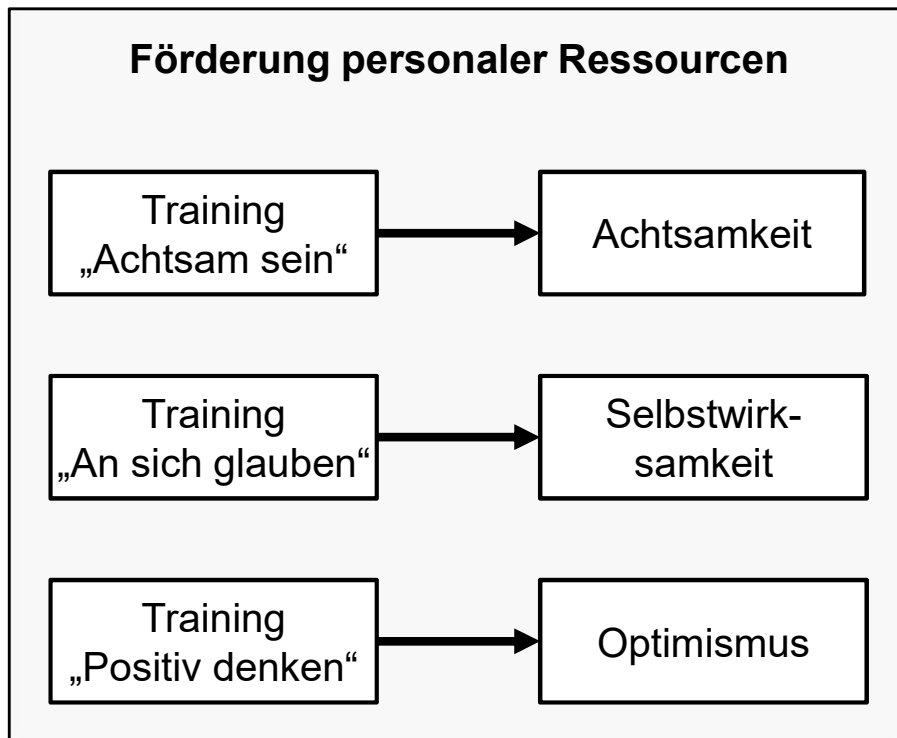 Förderung personaler Ressourcen
Training
„Achtsam sein“
Achtsamkeit
Training
„An sich glauben“
Selbstwirk-
samkeit
Training
„Positiv denken“
Optimismus